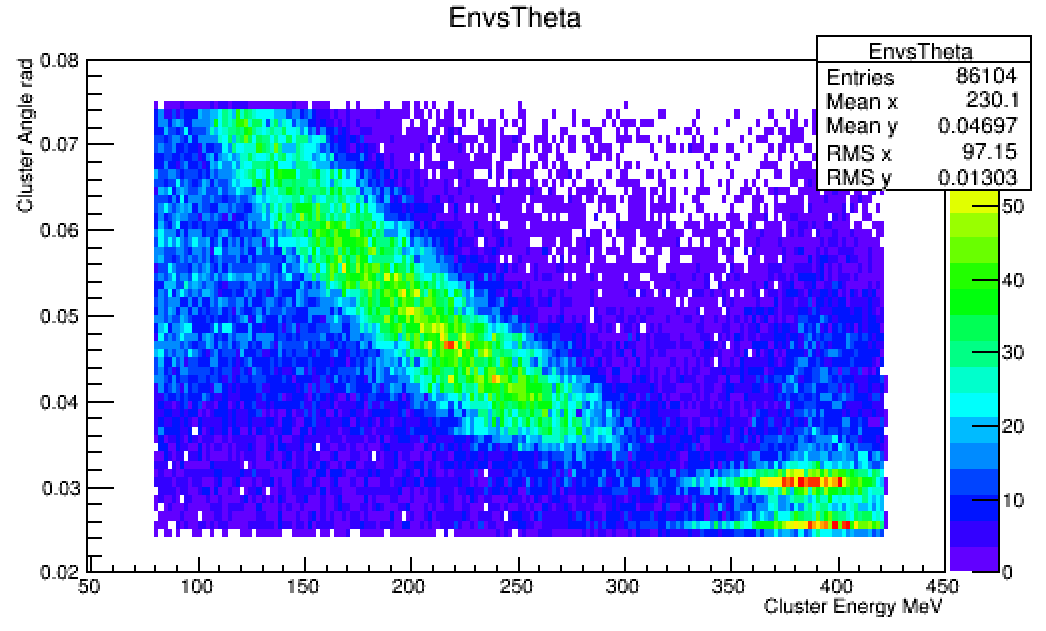 EnvsTheta
EnvsTheta
Entries 86104
Mean x 230.1
Mean y 0.04697
RMS x 97.15
RMS y 0.01303
Cluster Angle rad
0.08
0.07
0.06
0.05
0.04
0.03
0.02
50 100 150 200 250 300 350 400 450
Cluster Energy MeV
50
40
30
20
10
0